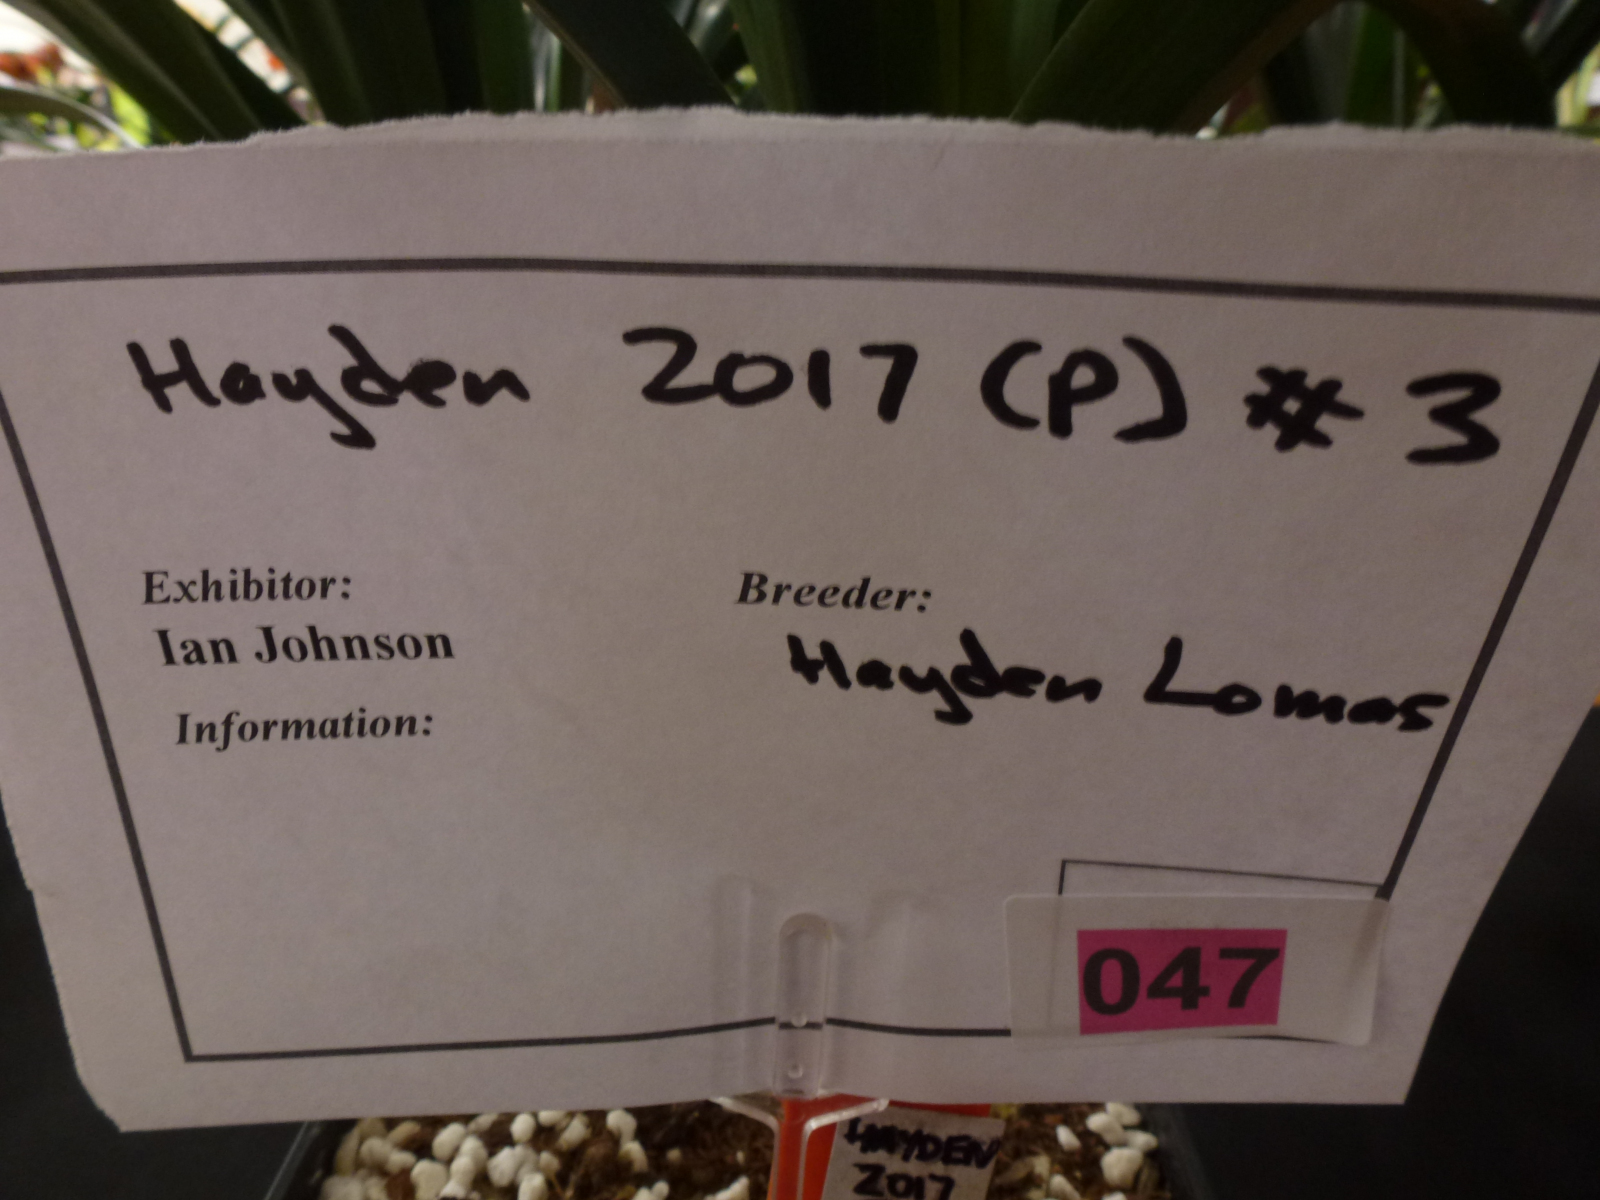 Hayden 2017 (P) # 3
Exhibitor:
Ian Johnson
Breeder:
Hayden Lomas
Information:
047
HAYDEN
2017